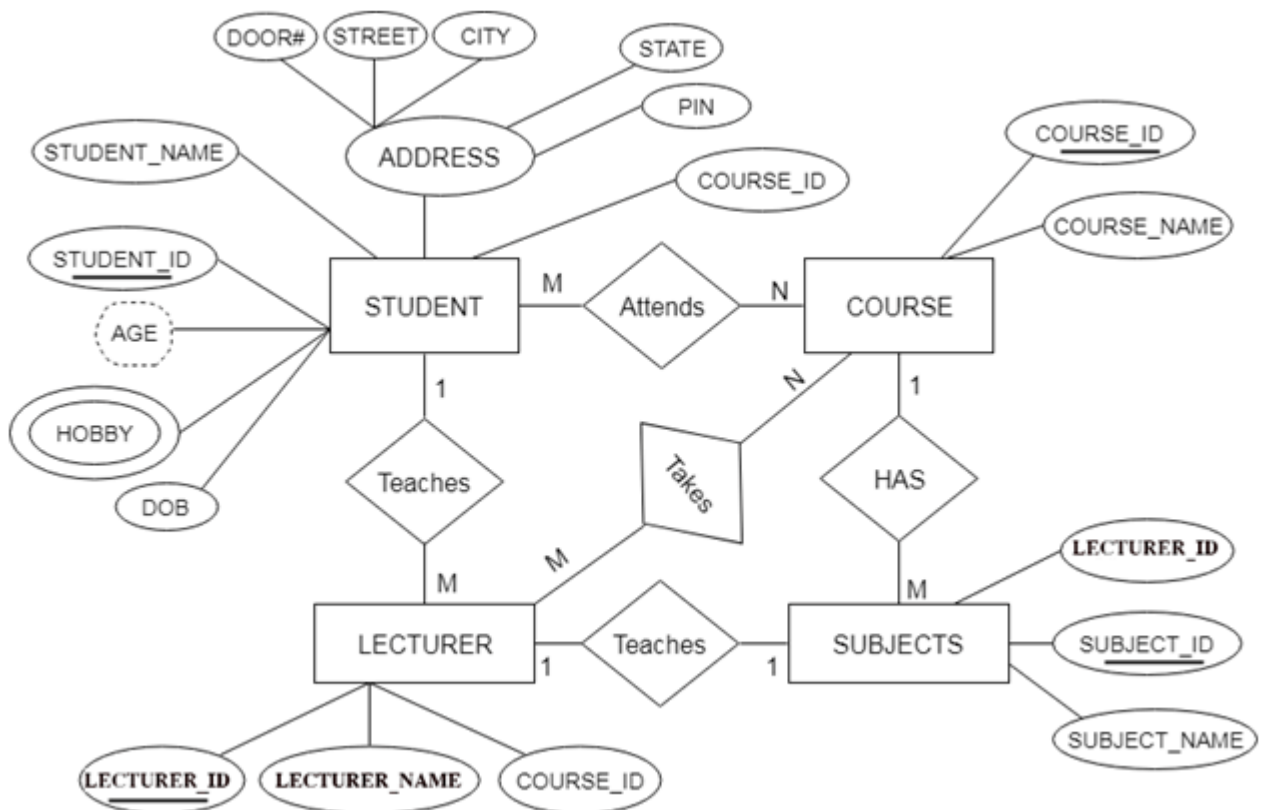 DOOR#
STREET
CITY
STATE
PIN
ADDRESS
STUDENT_NAME
COURSE_ID
COURSE_ID
COURSE_NAME
STUDENT_ID
AGE
HOBBY
DOB
STUDENT
M
Attends
N
COURSE
1
Teaches
M
N
Takes
M
1
HAS
M
LECTURER
1
Teaches
1
SUBJECTS
LECTURER_ID
SUBJECT_ID
SUBJECT_NAME
LECTURER_ID
LECTURER_NAME
COURSE_ID